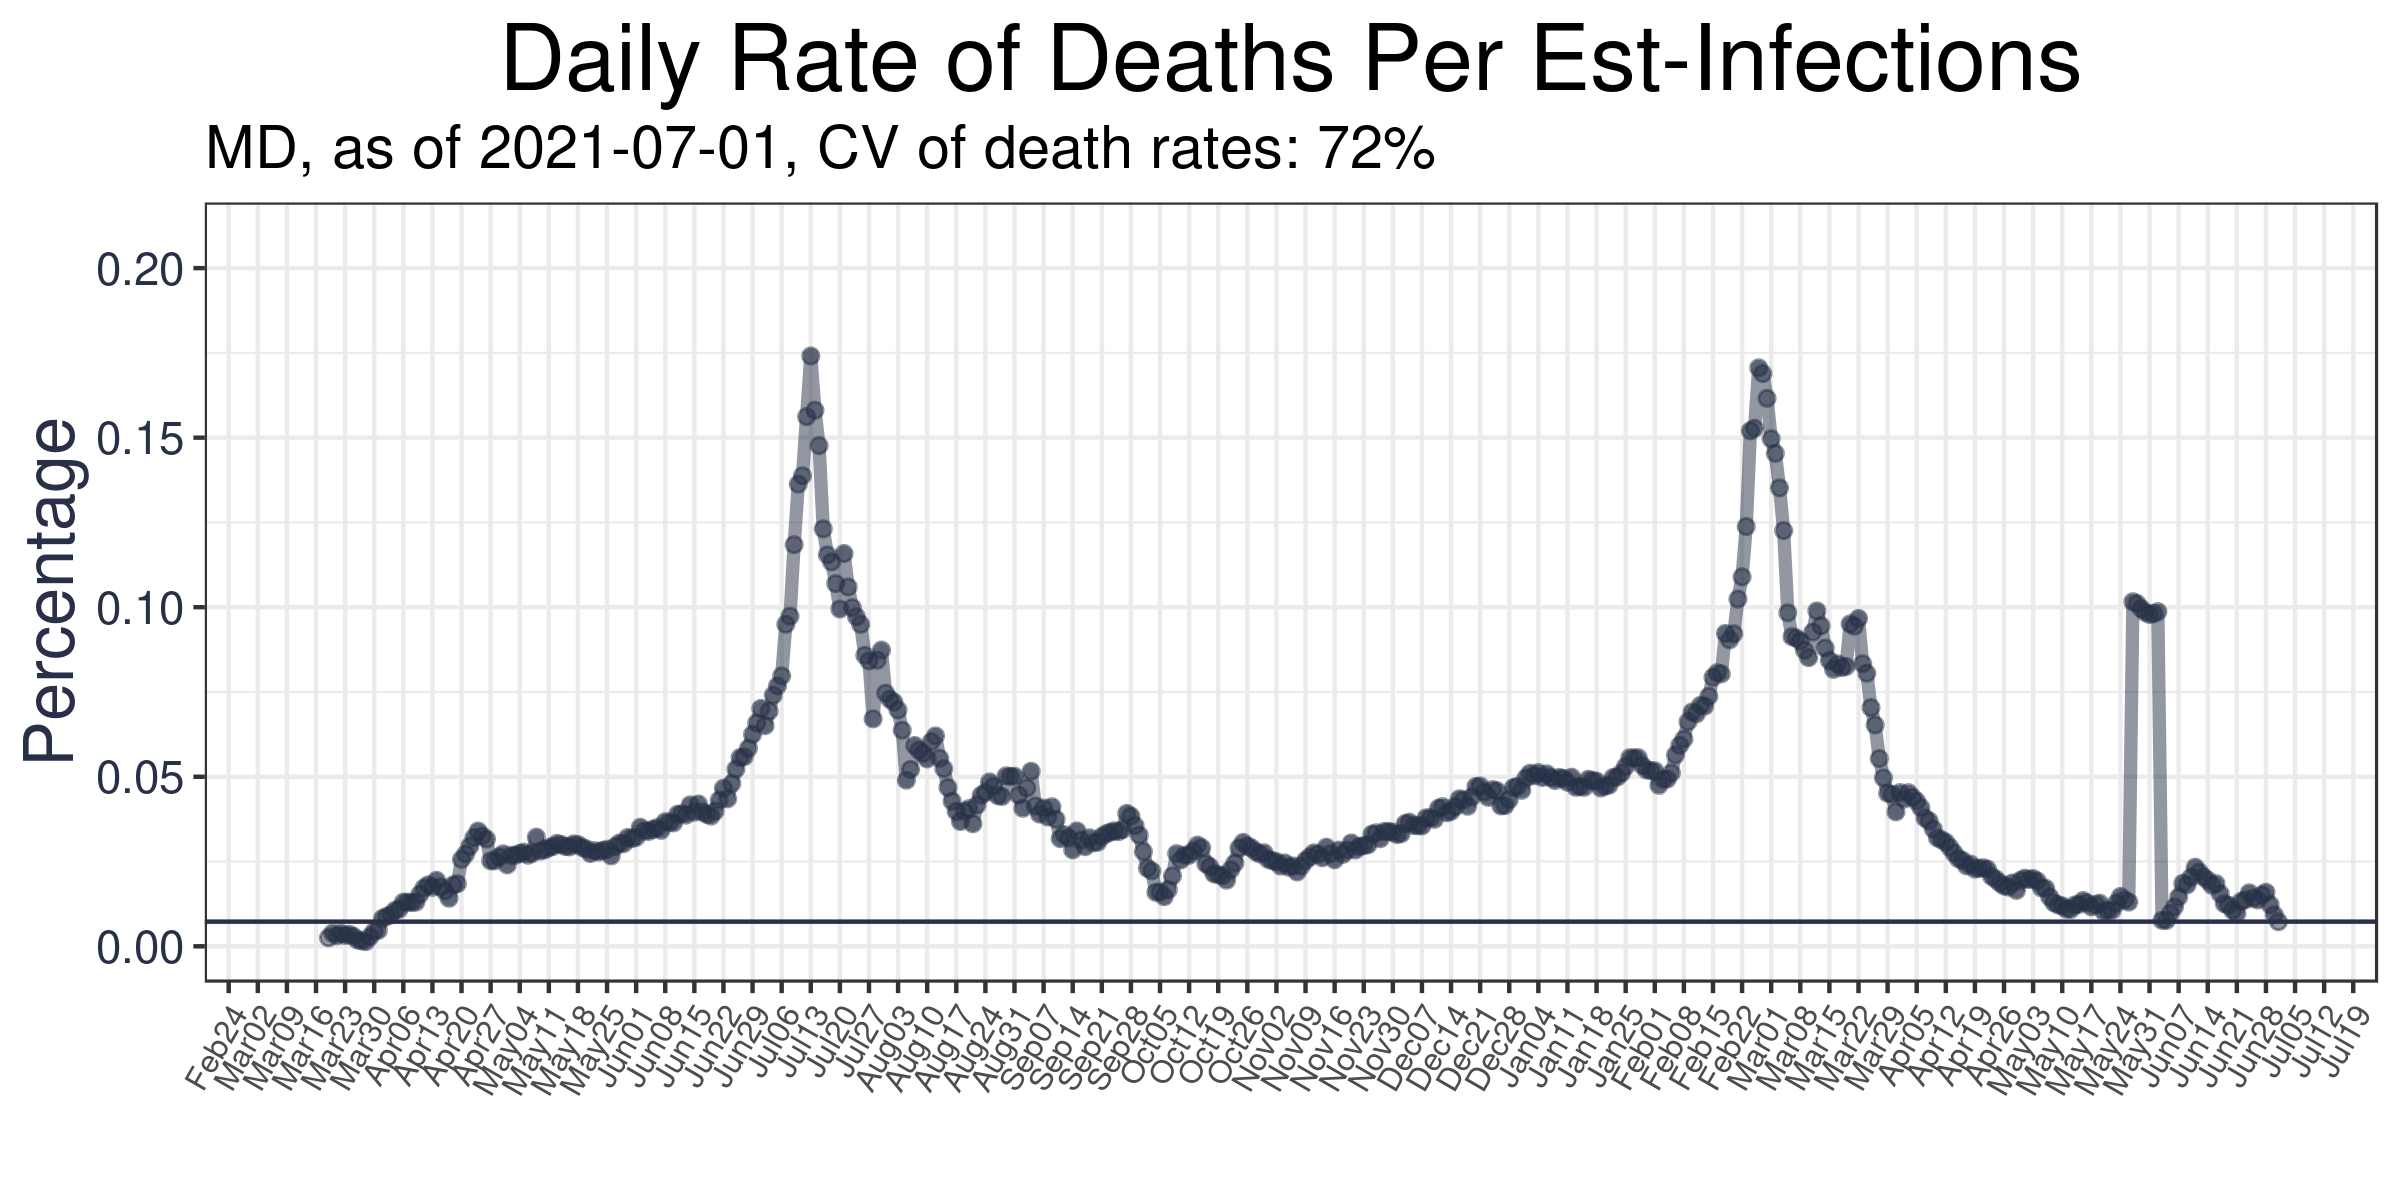 Daily Rate of Deaths Per Est-Infections
MD, as of 2021-07-01, CV of death rates: 72%
Percentage
0.20
0.15
0.10
0.05
0.00
Feb24
Mar02
Mar09
Mar16
Mar23
Mar30
Apr06
Apr13
Apr20
Apr27
May04
May11
May18
May25
Jun01
Jun08
Jun15
Jun22
Jun29
Jul06
Jul13
Jul20
Jul27
Aug03
Aug10
Aug17
Aug24
Aug31
Sep07
Sep14
Sep21
Sep28
Oct05
Oct12
Oct19
Oct26
Nov02
Nov09
Nov16
Nov23
Nov30
Dec07
Dec14
Dec21
Dec28
Jan04
Jan11
Jan18
Jan25
Feb01
Feb08
Feb15
Feb22
Mar01
Mar08
Mar15
Mar22
Mar29
Apr05
Apr12
Apr19
Apr26
May03
May10
May17
May24
May31
Jun07
Jun14
Jun21
Jun28
Jul05
Jul12
Jul19